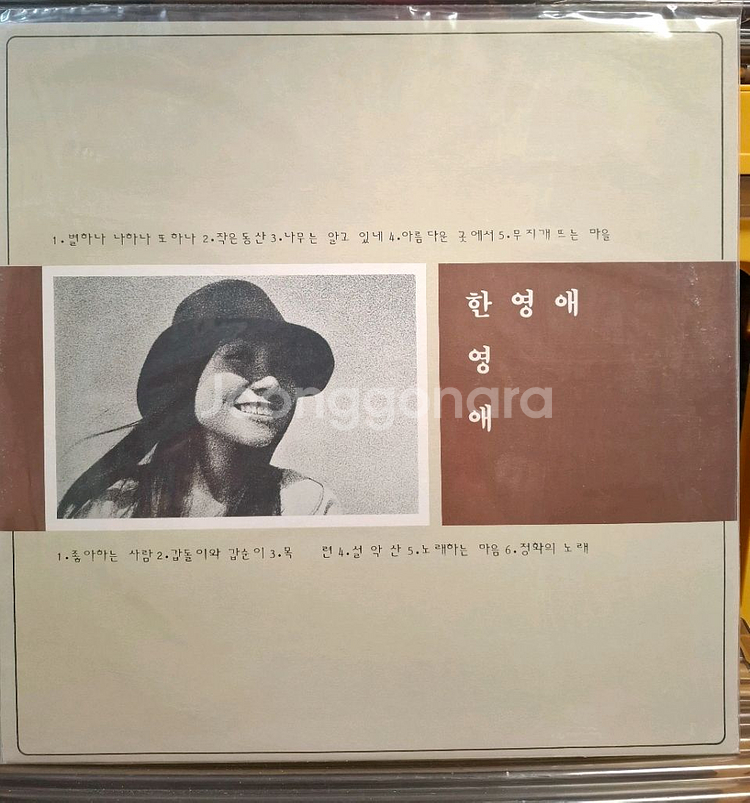 1.별하나 나하나 또하나 2.작은동산 3.나무는 알고 있네 4.아름다운 곳에서 5.무지개 뜨는 마을
한영애
영
애
Joonggonara
1.좋아하는 사람 2.갑돌이와 갑순이 3.목 련 4.설악산 5.노래하는 마음 6.정화의 노래